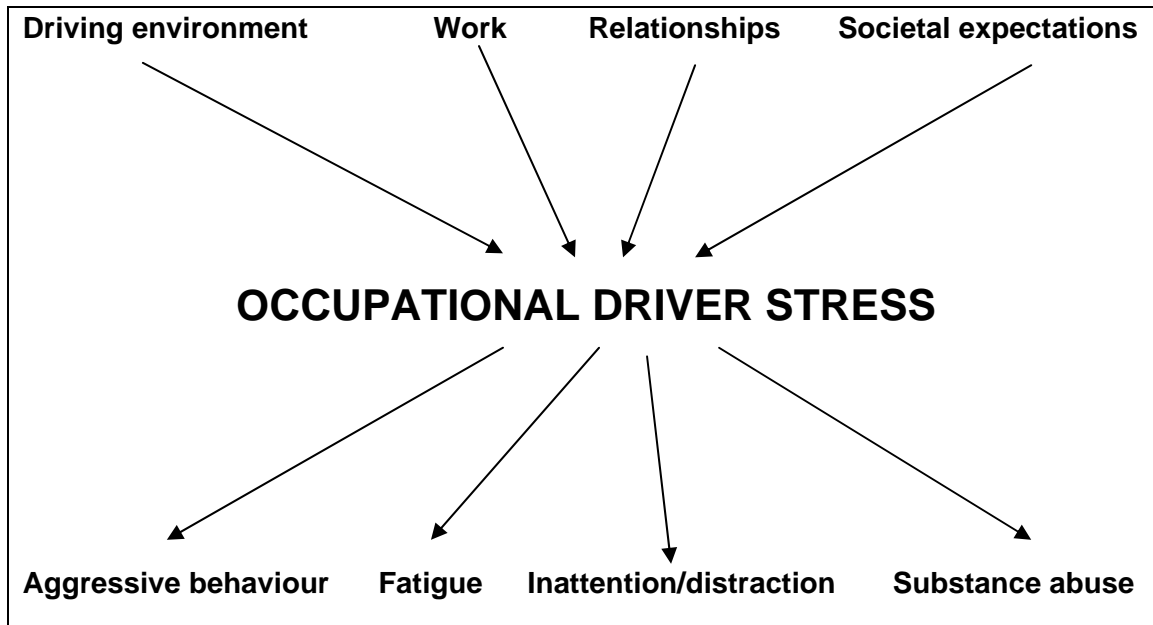 Driving environment Work Relationships Societal expectations
OCCUPATIONAL DRIVER STRESS
Aggressive behaviour Fatigue Inattention/distraction Substance abuse